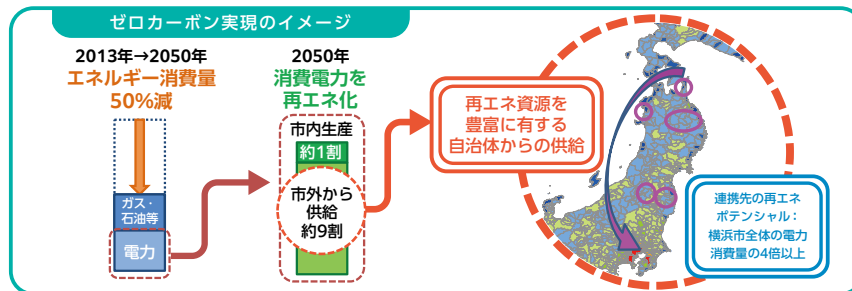 ゼロカーボン実現のイメージ
2013年→2050年
エネルギー消費量
50%減
ガス・
石油等
電力
2050年
消費電力を
再エネ化
市内生産
約1割
市外から
供給
約9割
再エネ資源を
豊富に有する
自治体からの供給
連携先の再エネ
ポテンシャル：
横浜市全体の電力
消費量の4倍以上